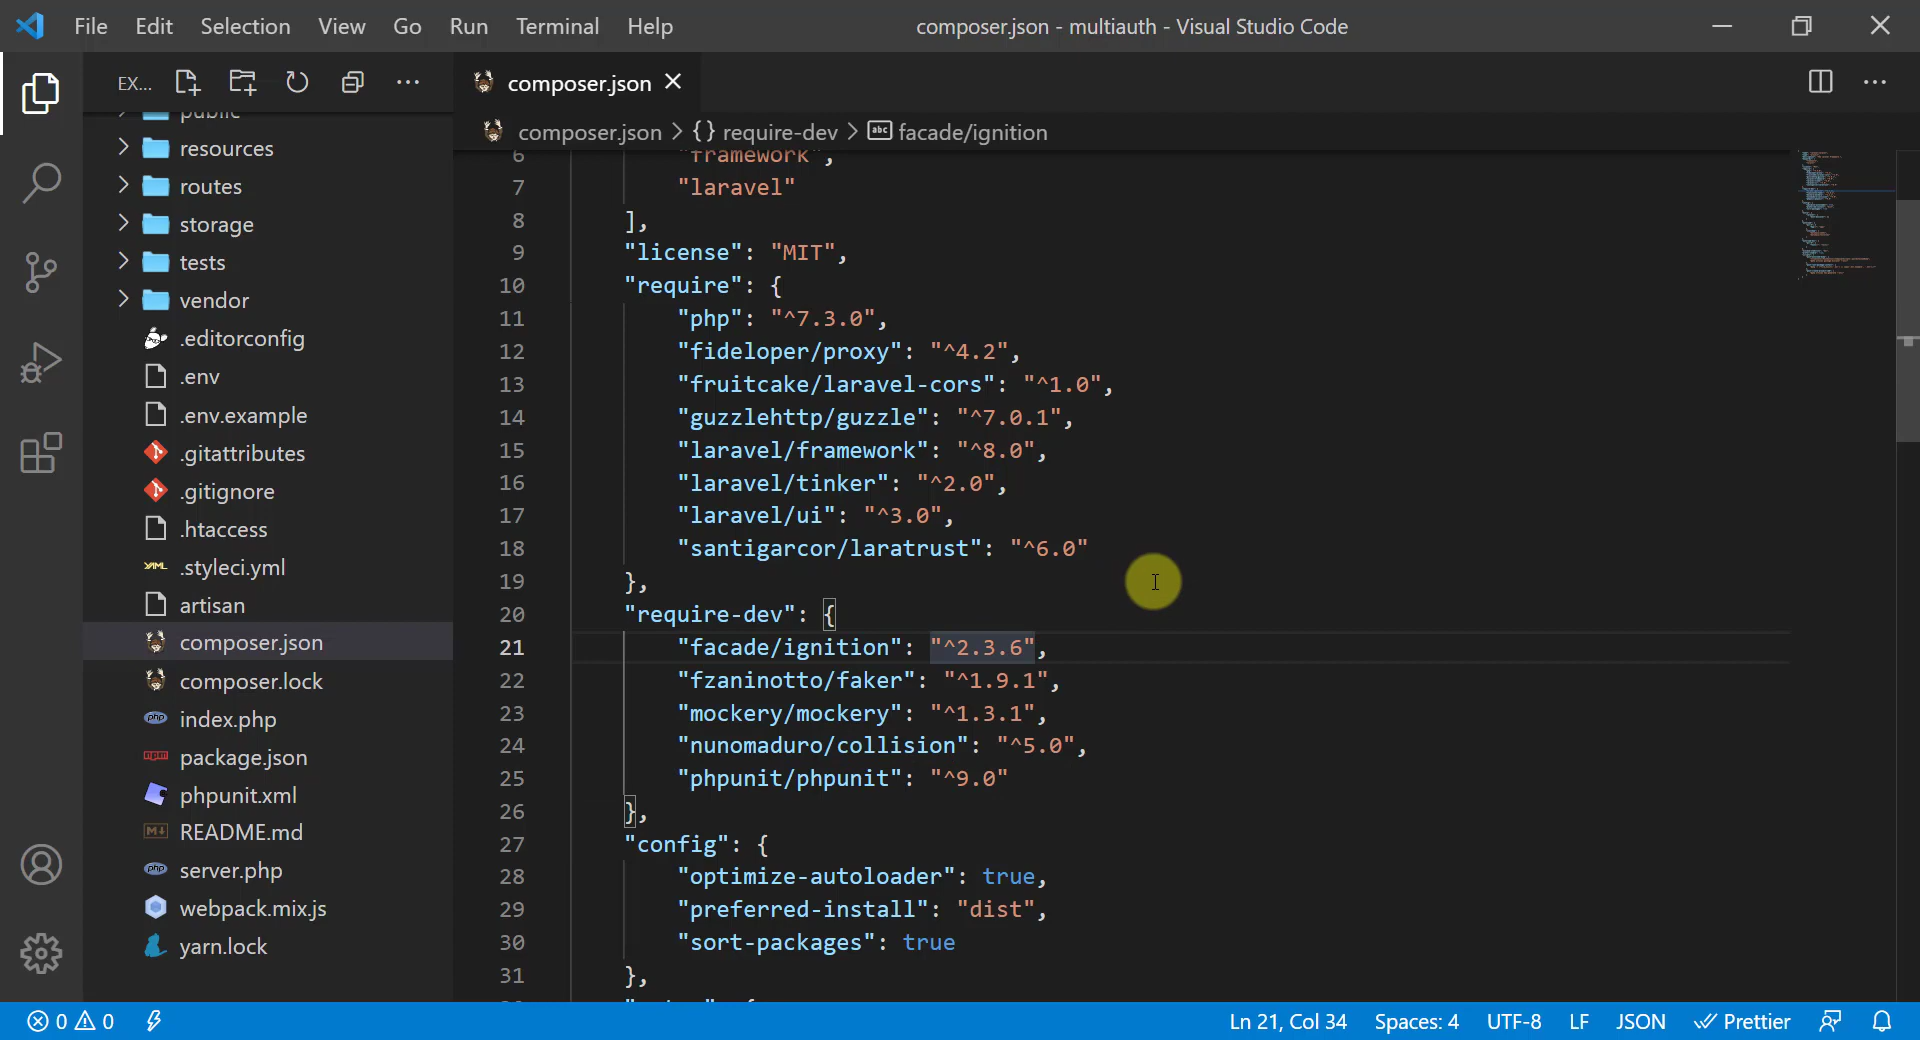 File Edit Selection View Go Run Terminal Help
composer.json - multiauth - Visual Studio Code
EX...
public
resources
routes
storage
tests
vendor
.editorconfig
.env
.env.example
.gitattributes
.gitignore
.htaccess
.styleci.yml
artisan
composer.json
composer.lock
index.php
package.json
phpunit.xml
README.md
server.php
webpack.mix.js
yarn.lock
composer.json
composer.json > {} require-dev > abc facade/ignition
6 "framework",
7 "laravel"
8 ],
9 "license": "MIT",
10 "require": {
11 "php": "^7.3.0",
12 "fideloper/proxy": "^4.2",
13 "fruitcake/laravel-cors": "^1.0",
14 "guzzlehttp/guzzle": "^7.0.1",
15 "laravel/framework": "^8.0",
16 "laravel/tinker": "^2.0",
17 "laravel/ui": "^3.0",
18 "santigarcor/laratrust": "^6.0"
19 },
20 "require-dev": {
21 "facade/ignition": "^2.3.6",
22 "fzaninotto/faker": "^1.9.1",
23 "mockery/mockery": "^1.3.1",
24 "nunomaduro/collision": "^5.0",
25 "phpunit/phpunit": "^9.0"
26 },
27 "config": {
28 "optimize-autoloader": true,
29 "preferred-install": "dist",
30 "sort-packages": true
31 },
0 0
Ln 21, Col 34 Spaces: 4 UTF-8 LF JSON Prettier